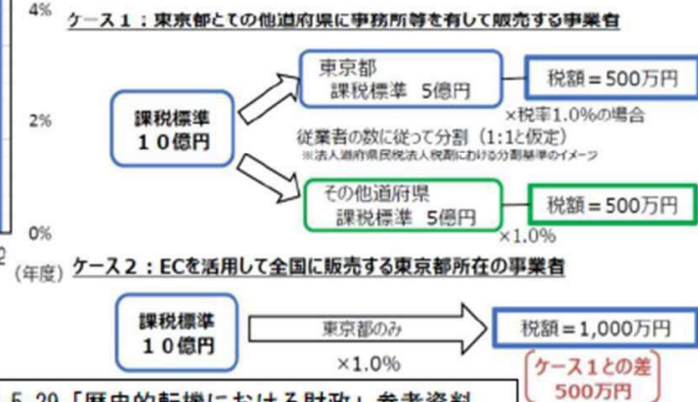 4%
ケース1:東京都とその他道府県に事務所等を有して販売する事業者
東京都
課税標準 5億円
税額=500万円
×税率1.0%の場合
課税標準
10億円
2%
従業者の数に従って分割(1:1と仮定)
※法人道府県民税法人税割における分割基準のイメージ
その他道府県
課税標準 5億円
税額=500万円
×1.0%
0%
(年度)
ケース2:ECを活用して全国に販売する東京都所在の事業者
課税標準
10億円
東京都のみ
×1.0%
税額=1,000万円
ケース1との差
500万円
5.29「歴史的転機における財政」参考資料